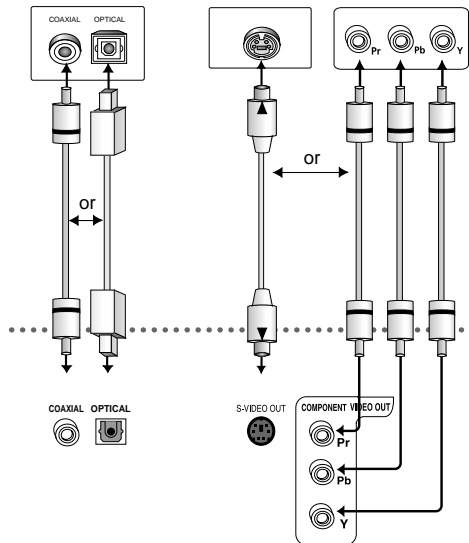 COAXIAL OPTICAL
Pr Pb Y
or
or
COAXIAL OPTICAL
S-VIDEO OUT
COMPONENT VIDEO OUT
Pr
Pb
Y